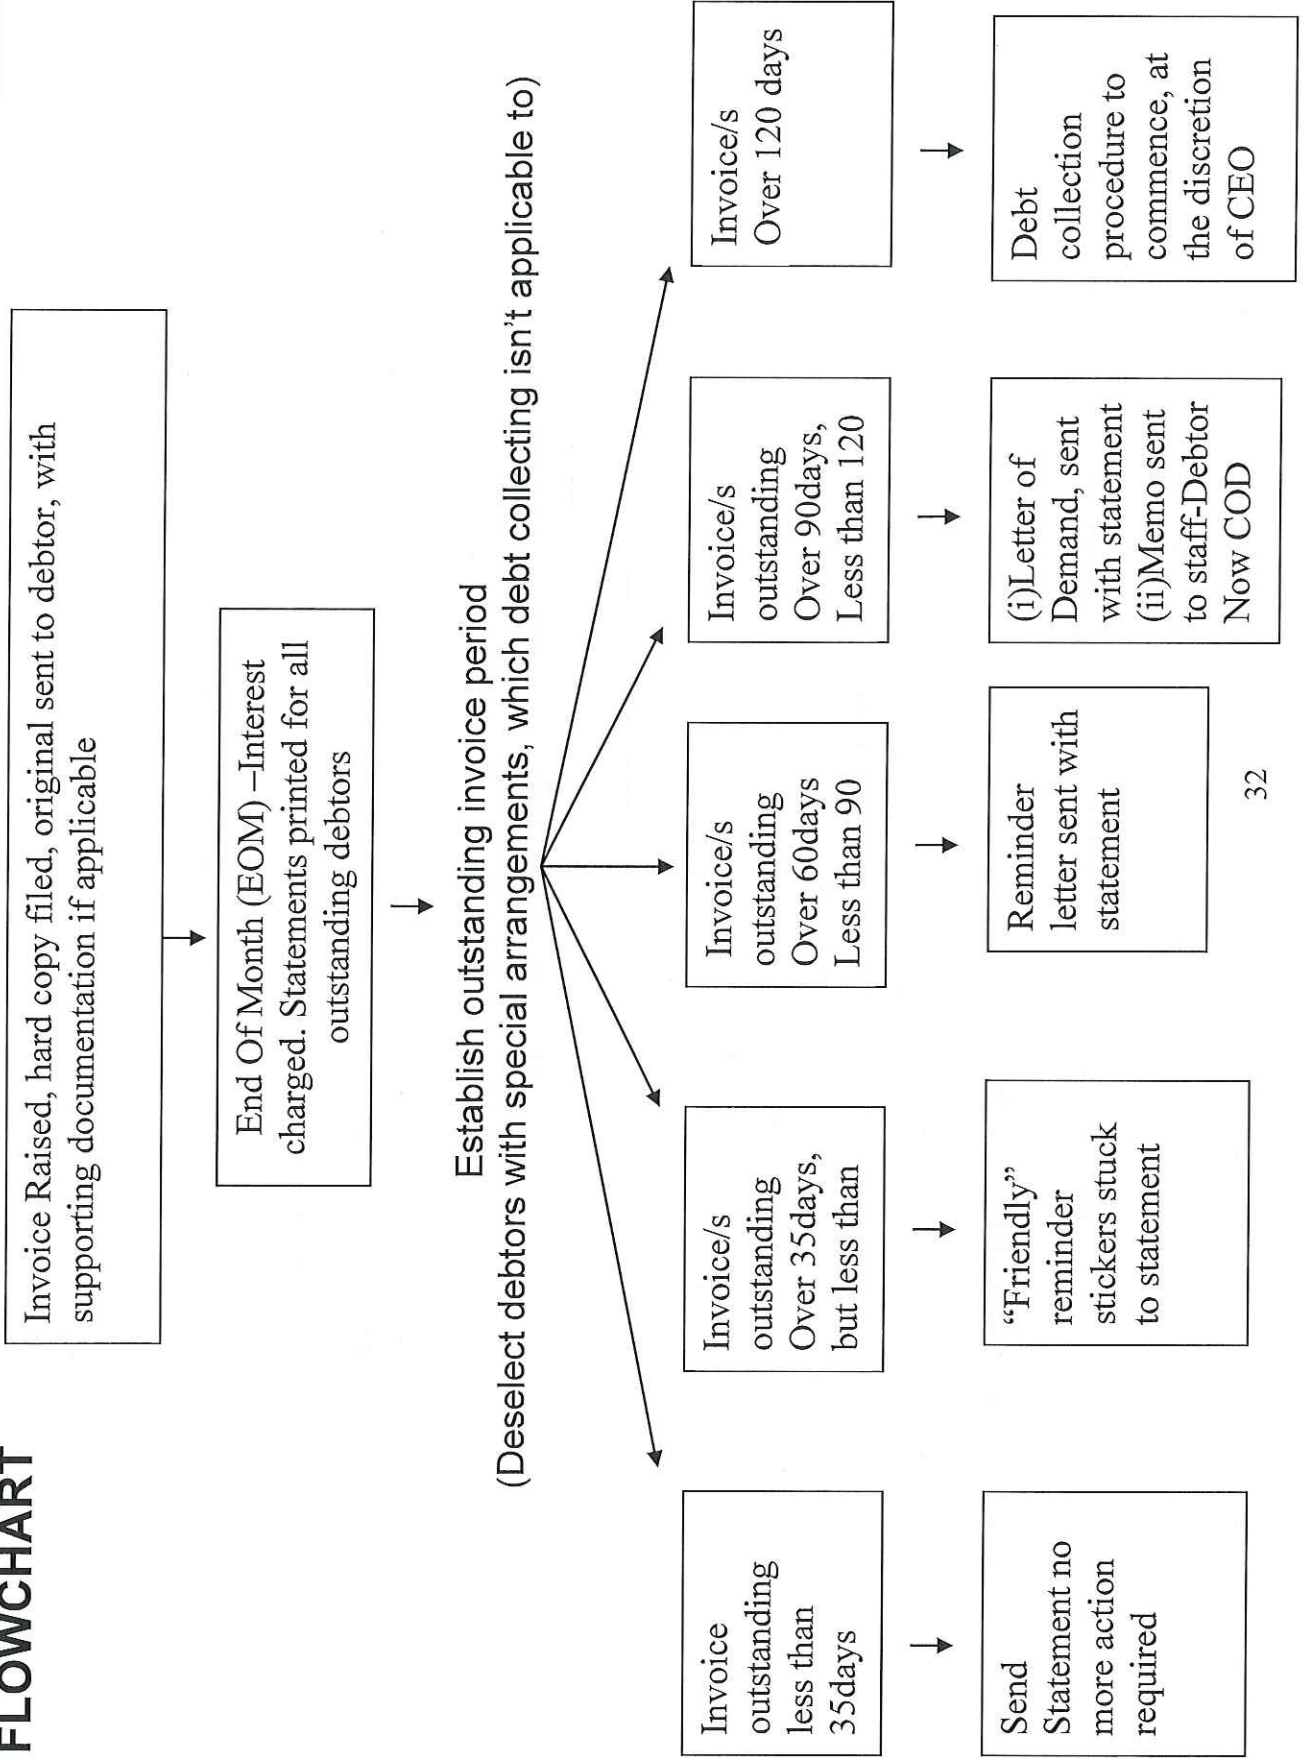 FLOWCHART
Invoice Raised, hard copy filed, original sent to debtor, with
supporting documentation if applicable
End Of Month (EOM) –Interest
charged. Statements printed for all
outstanding debtors
Establish outstanding invoice period
(Deselect debtors with special arrangements, which debt collecting isn't applicable to)
Invoice
outstanding
less than
35days
Invoice/s
outstanding
Over 35days,
but less than
Invoice/s
outstanding
Over 60days
Less than 90
Invoice/s
outstanding
Over 90days,
Less than 120
Invoice/s
Over 120 days
Send
Statement no
more action
required
“Friendly”
reminder
stickers stuck
to statement
Reminder
letter sent with
statement
(i)Letter of
Demand, sent
with statement
(ii)Memo sent
to staff-Debtor
Now COD
Debt
collection
procedure to
commence, at
the discretion
of CEO
32